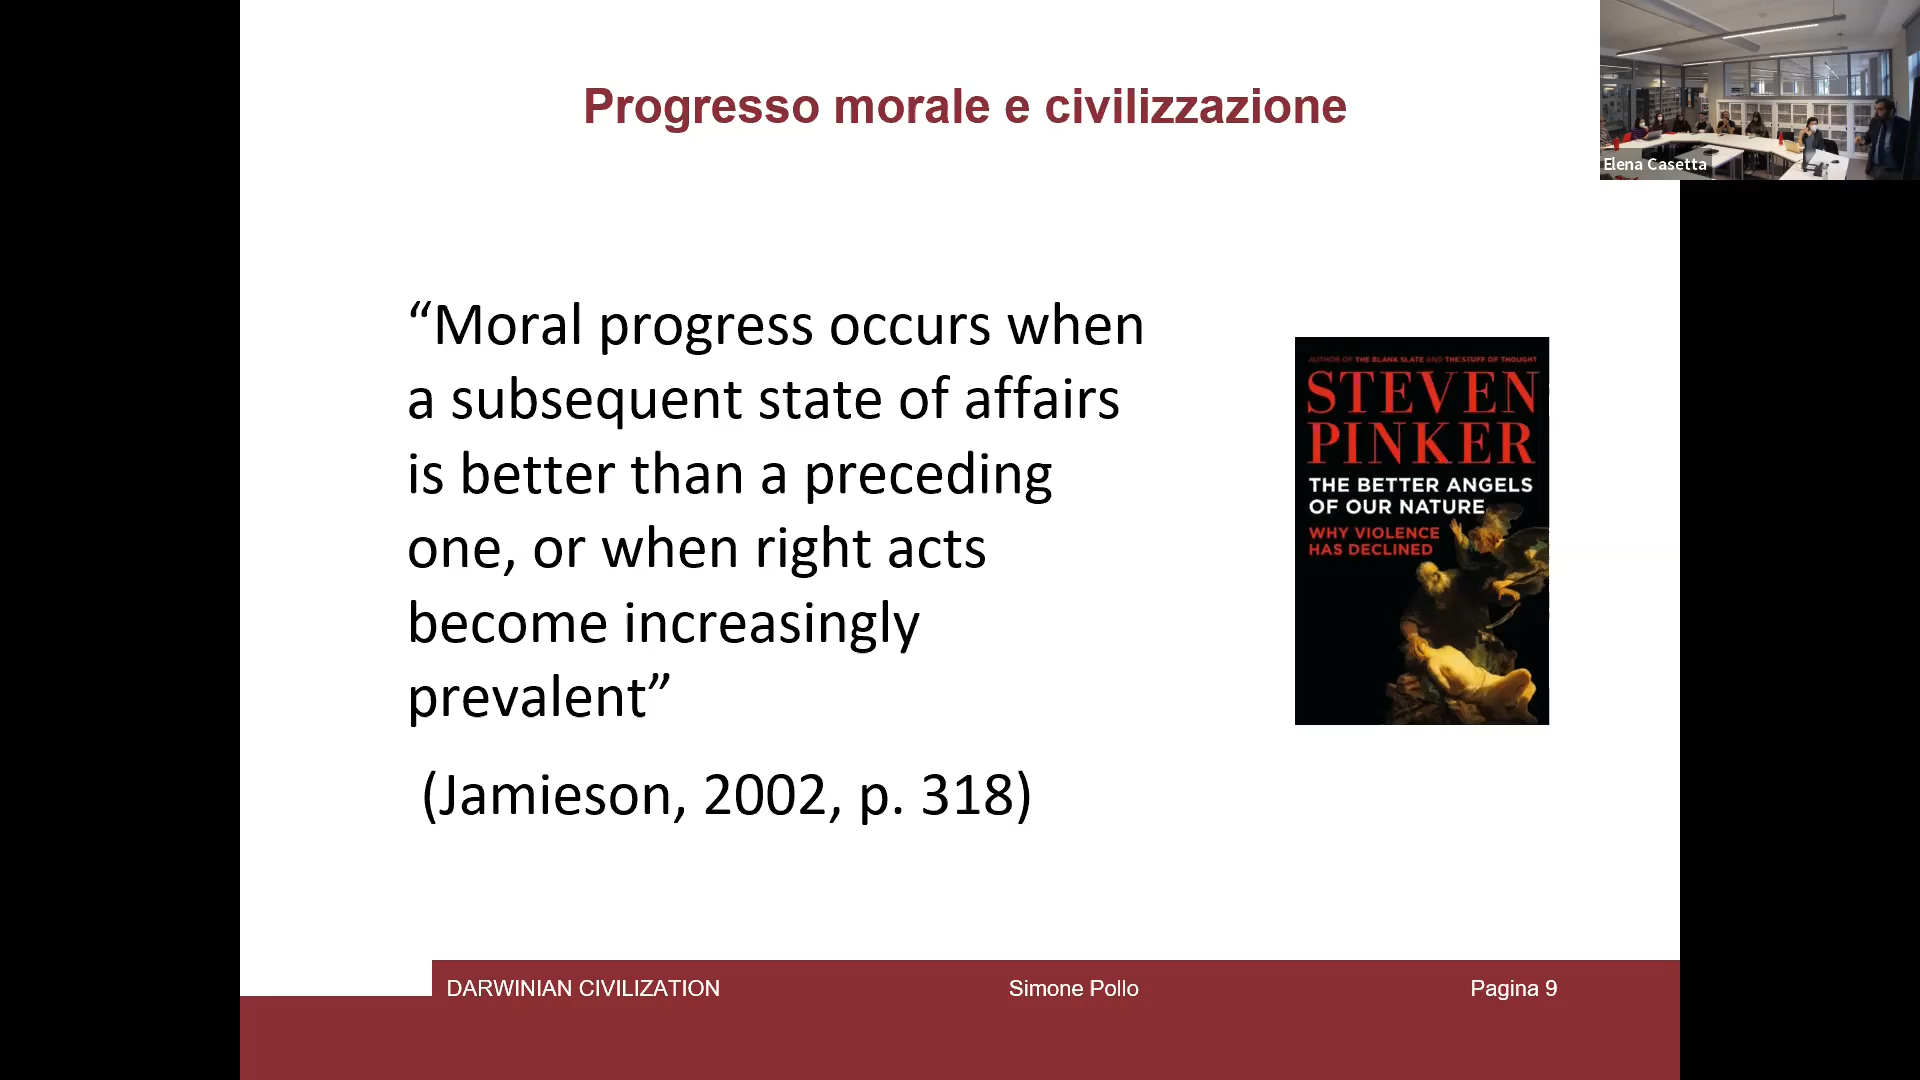 Progresso morale e civilizzazione
Elena Casetta
“Moral progress occurs when
a subsequent state of affairs
is better than a preceding
one, or when right acts
become increasingly
prevalent”
(Jamieson, 2002, p. 318)
AUTHOR OF THE BLANK SLATE AND THE STUFF OF THOUGHT
STEVEN
PINKER
THE BETTER ANGELS
OF OUR NATURE
WHY VIOLENCE
HAS DECLINED
DARWINIAN CIVILIZATION
Simone Pollo
Pagina 9